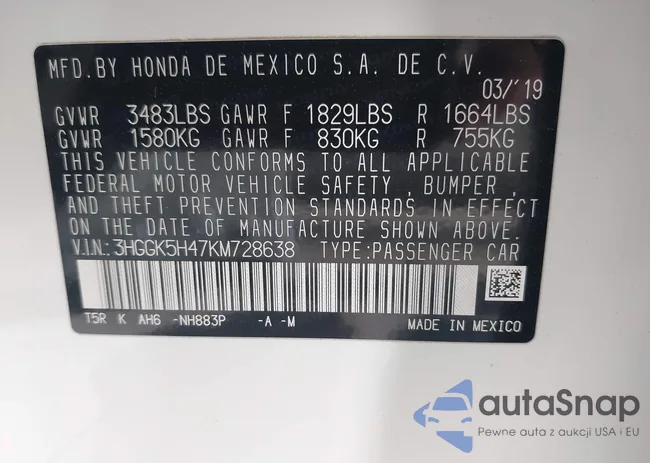 MFD.BY HONDA DE MEXICO S.A. DE C.V.
03/'19
GVWR 3483LBS GAWR F 1829LBS R 1664LBS
GVWR 1580KG GAWR F 830KG R 755KG
THIS VEHICLE CONFORMS TO ALL APPLICABLE
FEDERAL MOTOR VEHICLE SAFETY , BUMPER ,
AND THEFT PREVENTION STANDARDS IN EFFECT
ON THE DATE OF MANUFACTURE SHOWN ABOVE.
V.I.N.: 3HGGK5H47KM728638 TYPE:PASSENGER CAR
T5R K AH6 -NH883P -A -M MADE IN MEXICO
autaSnap
Pewne auta z aukcji USA i EU